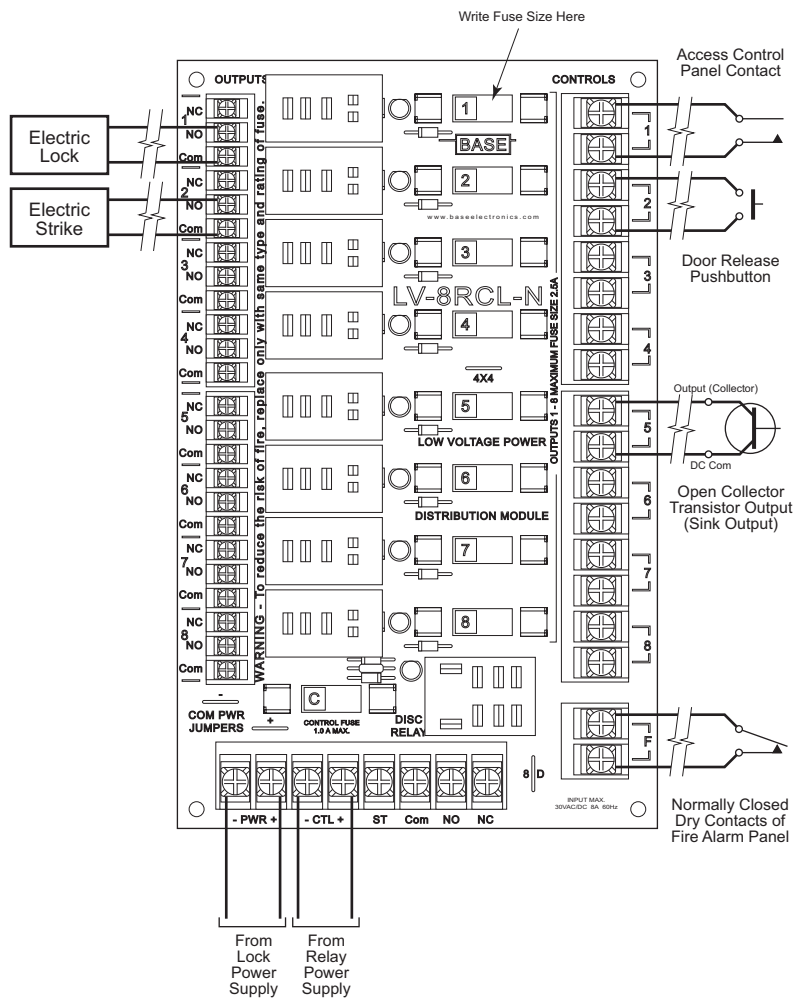 Write Fuse Size Here
Access Control
Panel Contact
OUTPUTS
CONTROLS
Electric
Lock
1
NC
NO
Com
Electric
Strike
2
NC
NO
Com
3
NC
NO
Com
4
NC
NO
Com
5
NC
NO
Com
6
NC
NO
Com
7
NC
NO
Com
8
NC
NO
Com
WARNING - To reduce the risk of fire, replace only with same type and rating of fuse.
1
BASE
2
www.baseelectronics.com
3
LV-8RCL-N
4
4X4
5
LOW VOLTAGE POWER
6
DISTRIBUTION MODULE
7
8
OUTPUTS 1 - 8 MAXIMUM FUSE SIZE 2.5A
1
2
Door Release
Pushbutton
3
4
Output (Collector)
5
DC Com
Open Collector
Transistor Output
(Sink Output)
6
7
8
-
COM PWR
JUMPERS
+
C
CONTROL FUSE
1.0 A MAX.
DISC
RELAY
F
8 D
INPUT MAX.
30VAC/DC 8A 60Hz
Normally Closed
Dry Contacts of
Fire Alarm Panel
- PWR +
- CTL +
ST
Com
NO
NC
From
Lock
Power
Supply
From
Relay
Power
Supply